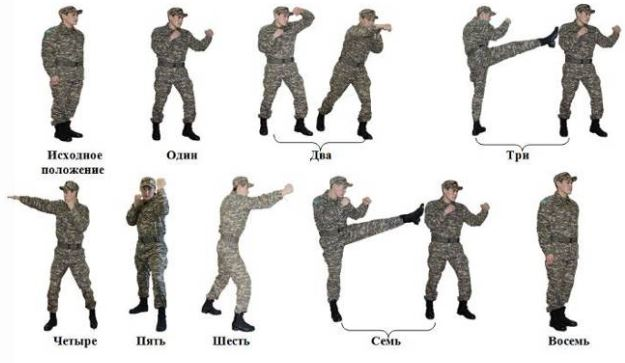 Исходное
положение
Один
Два
Три
Четыре
Пять
Шесть
Семь
Восемь